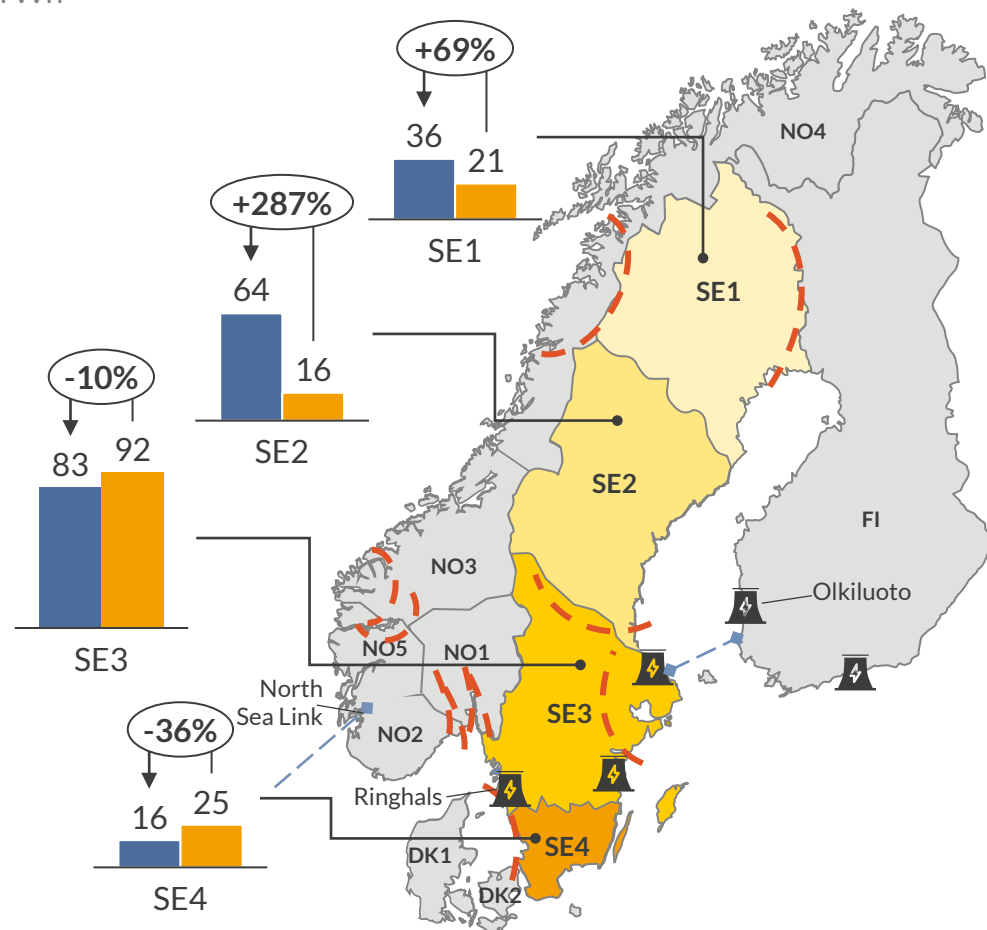 +69%
36
21
SE1
+287%
64
16
SE2
-10%
83
92
SE3
-36%
16
25
SE4
NO4
SE1
SE2
FI
NO3
Olkiluoto
NO5
NO1
North
Sea Link
SE3
NO2
Ringhals
SE4
DK1
DK2